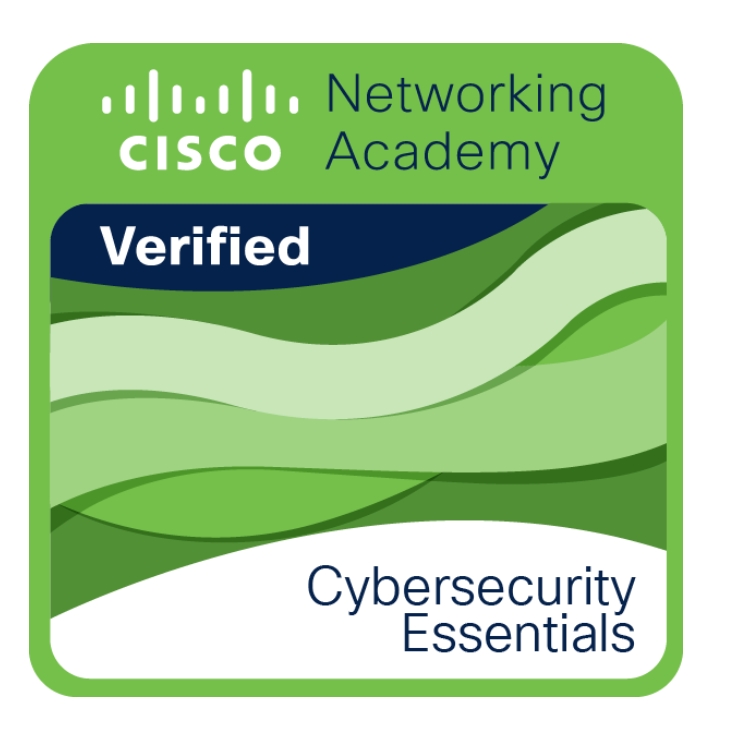 Networking
CISCO Academy
Verified
Cybersecurity
Essentials